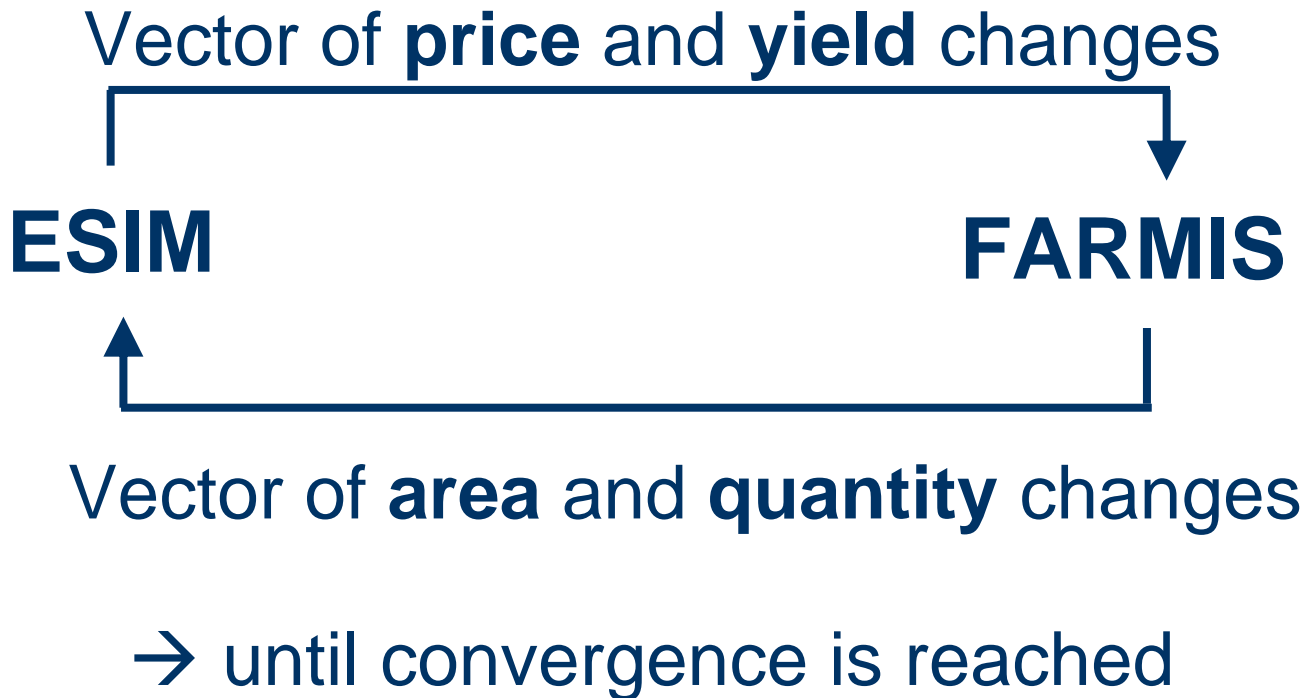 Vector of price and yield changes
ESIM FARMIS
Vector of area and quantity changes
→ until convergence is reached